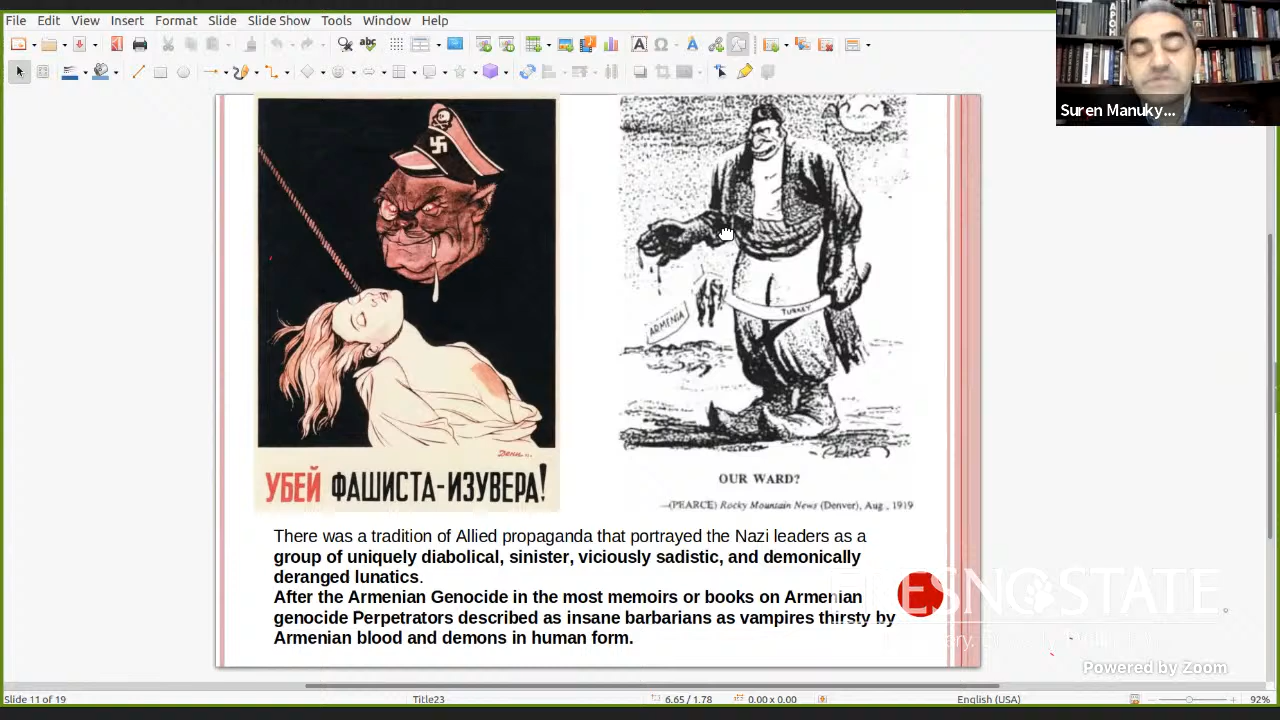 File Edit View Insert Format Slide Slide Show Tools Window Help
Suren Manuky...
УБЕЙ ФАШИСТА-ИЗУВЕРА!
ARMENIA
TURKEY
PEARCE
OUR WARD?
—(PEARCE) Rocky Mountain News (Denver), Aug., 1919
There was a tradition of Allied propaganda that portrayed the Nazi leaders as a
group of uniquely diabolical, sinister, viciously sadistic, and demonically
deranged lunatics.
After the Armenian Genocide in the most memoirs or books on Armenian
genocide Perpetrators described as insane barbarians as vampires thirsty by
Armenian blood and demons in human form.
FRESNO STATE
Powered by Zoom
Slide 11 of 19 Title23 6.65 / 1.78 0.00 x 0.00 English (USA) 92%